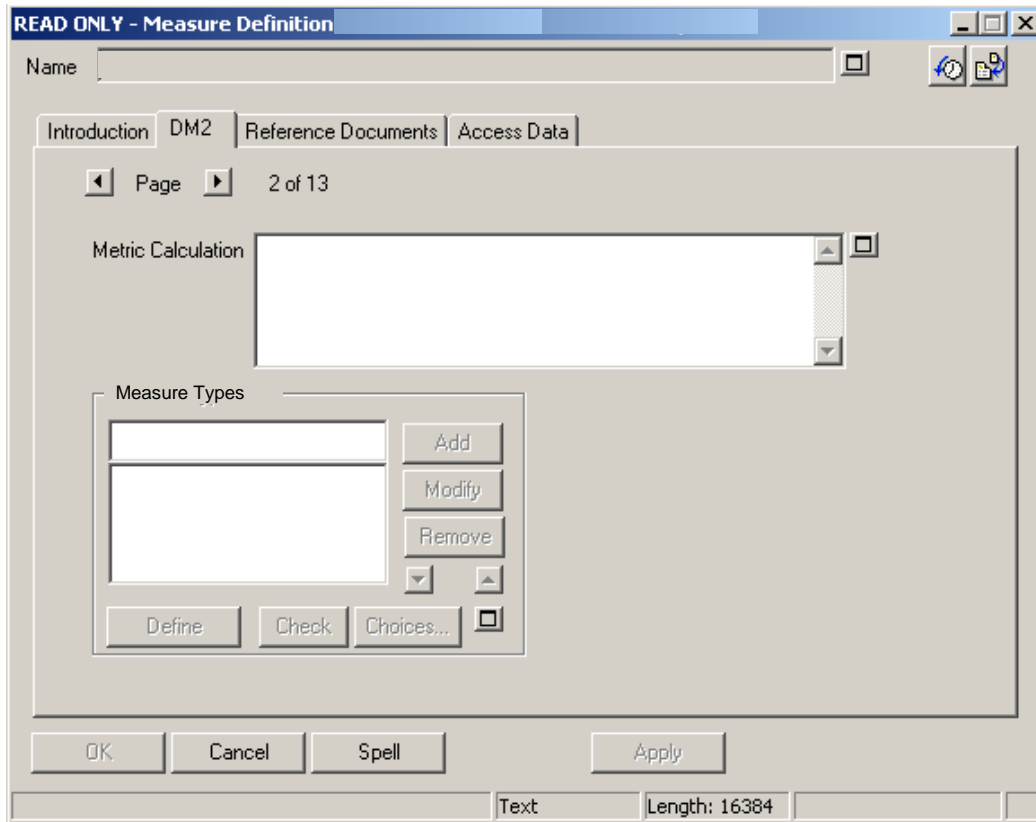 READ ONLY - Measure Definition
Name
Introduction DM2 Reference Documents Access Data
Page 2 of 13
Metric Calculation
Measure Types
Add
Modify
Remove
Define Check Choices...
OK Cancel Spell Apply
Text Length: 16384